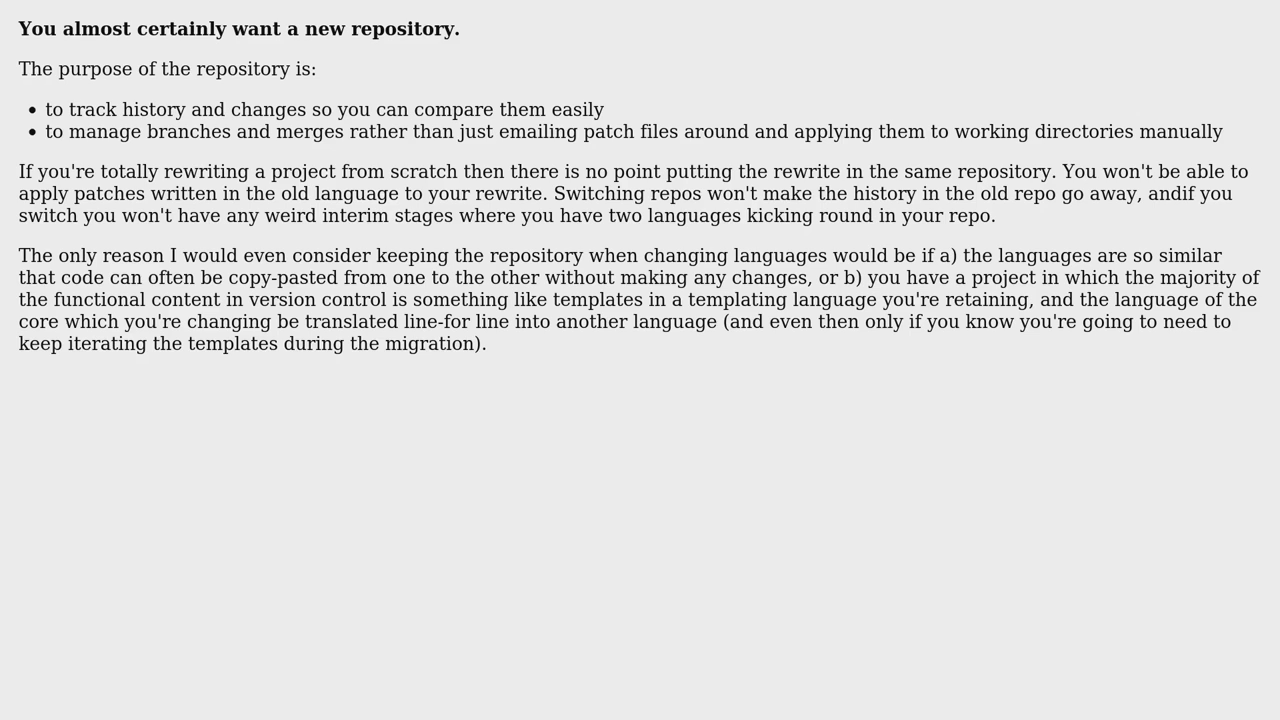 You almost certainly want a new repository.
The purpose of the repository is:
• to track history and changes so you can compare them easily
• to manage branches and merges rather than just emailing patch files around and applying them to working directories manually
If you're totally rewriting a project from scratch then there is no point putting the rewrite in the same repository. You won't be able to
apply patches written in the old language to your rewrite. Switching repos won't make the history in the old repo go away, andif you
switch you won't have any weird interim stages where you have two languages kicking round in your repo.
The only reason I would even consider keeping the repository when changing languages would be if a) the languages are so similar
that code can often be copy-pasted from one to the other without making any changes, or b) you have a project in which the majority of
the functional content in version control is something like templates in a templating language you're retaining, and the language of the
core which you're changing be translated line-for line into another language (and even then only if you know you're going to need to
keep iterating the templates during the migration).